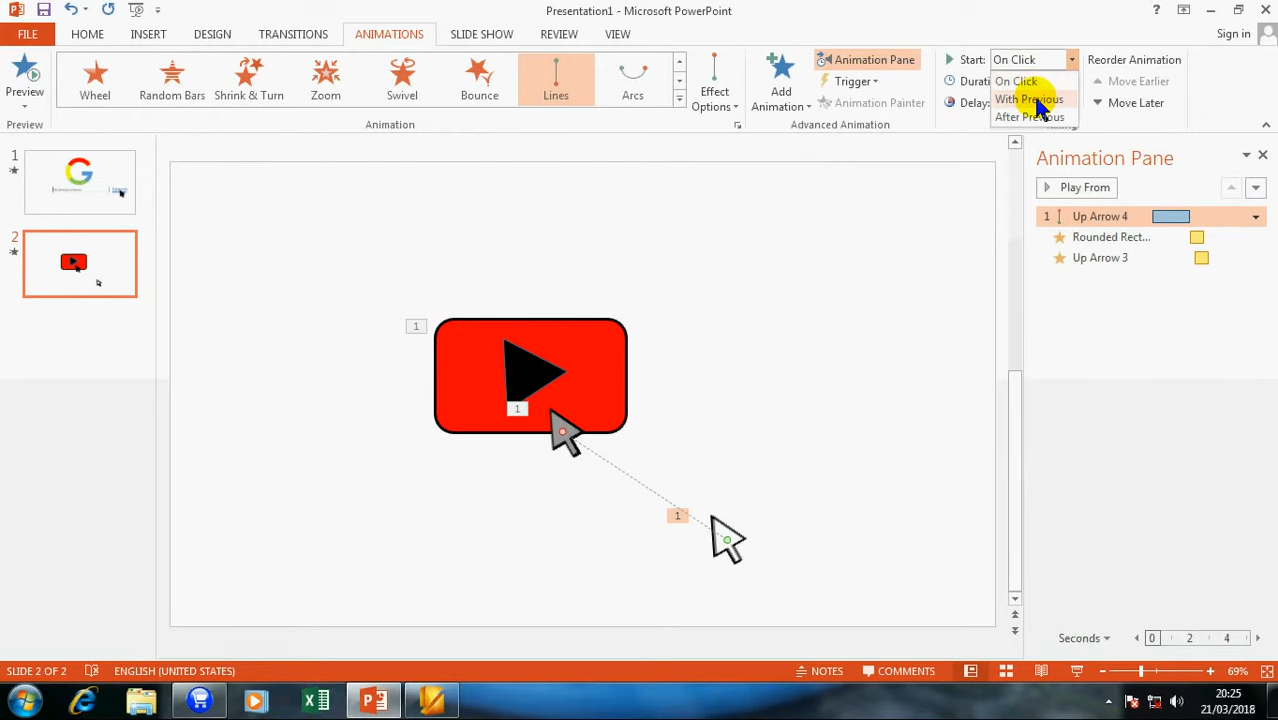 Presentation1 - Microsoft PowerPoint
?
FILE
HOME
INSERT
DESIGN
TRANSITIONS
ANIMATIONS
SLIDE SHOW
REVIEW
VIEW
Sign in
Preview
Wheel
Random Bars
Shrink & Turn
Zoom
Swivel
Bounce
Lines
Arcs
Effect
Options
Add
Animation
Animation Pane
Trigger
Animation Painter
Start:
On Click
Delay:
On Click
With Previous
After Previous
Reorder Animation
Move Earlier
Move Later
Preview
Animation
Advanced Animation
1
2
1
1
1
Animation Pane
Play From
1
Up Arrow 4
Rounded Rect...
Up Arrow 3
Seconds
0
2
4
SLIDE 2 OF 2
ENGLISH (UNITED STATES)
NOTES
COMMENTS
69%
20:25
21/03/2018